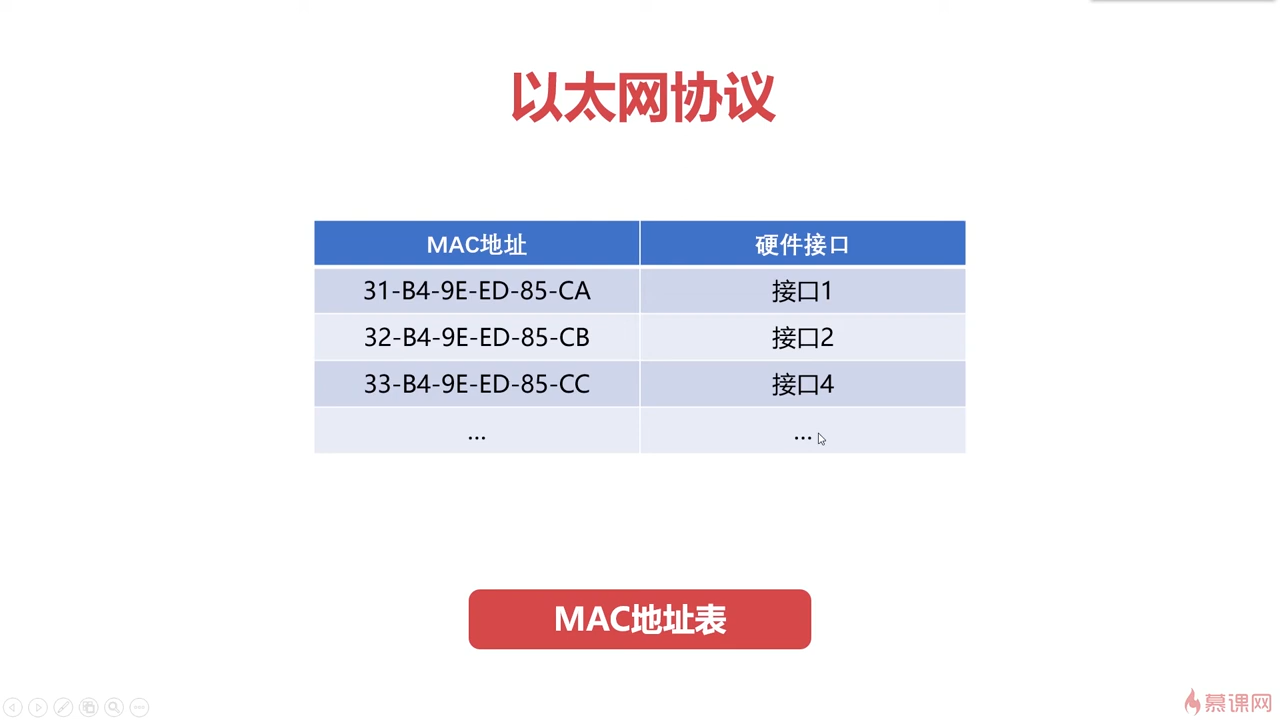 以太网协议
MAC地址 硬件接口
31-B4-9E-ED-85-CA 接口1
32-B4-9E-ED-85-CB 接口2
33-B4-9E-ED-85-CC 接口4
... ...
MAC地址表
慕课网